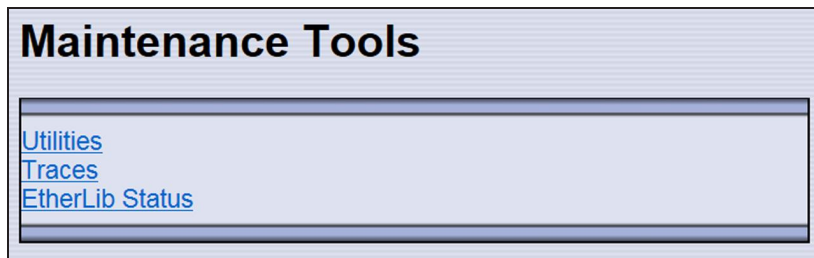 Maintenance Tools
Utilities
Traces
EtherLib Status